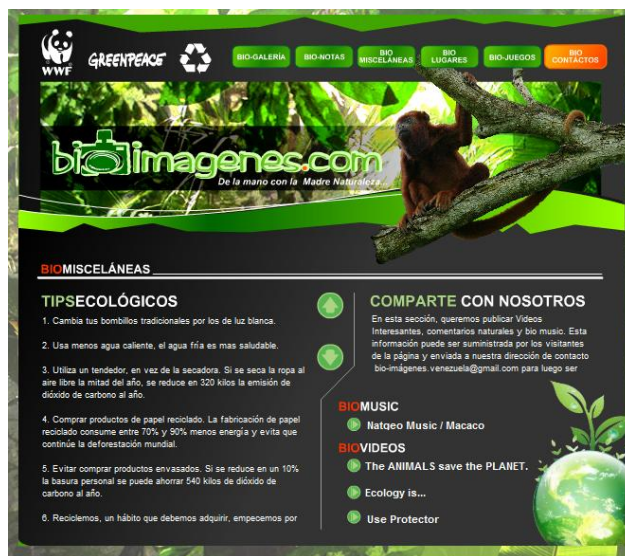 WWF
GREENPEACE
BIO-GALERÍA
BIO-NOTAS
BIO
MISCELÁNEAS
BIO
LUGARES
BIO-JUEGOS
BIO
CONTÁCTOS
bioimagenes.com
De la mano con la Madre Naturaleza
BIOMISCELÁNEAS
TIPSECOLÓGICOS
1. Cambia tus bombillos tradicionales por los de luz blanca.
2. Usa menos agua caliente, el agua fría es mas saludable.
3. Utiliza un tendedor, en vez de la secadora. Si se seca la ropa al
aire libre la mitad del año, se reduce en 320 kilos la emisión de
dióxido de carbono al año.
4. Comprar productos de papel reciclado. La fabricación de papel
reciclado consume entre 70% y 90% menos energía y evita que
continúe la deforestación mundial.
5. Evitar comprar productos envasados. Si se reduce en un 10%
la basura personal se puede ahorrar 540 kilos de dióxido de
carbono al año.
6. Reciclemos, un hábito que debemos adquirir, empecemos por
COMPARTE CON NOSOTROS
En esta sección, queremos publicar Videos
Interesantes, comentarios naturales y bio music. Esta
información puede ser suministrada por los visitantes
de la página y enviada a nuestra dirección de contacto
bio-imágenes.venezuela@gmail.com para luego ser
BIOMUSIC
Natgeo Music / Macaco
BIOVIDEOS
The ANIMALS save the PLANET.
Ecology is...
Use Protector